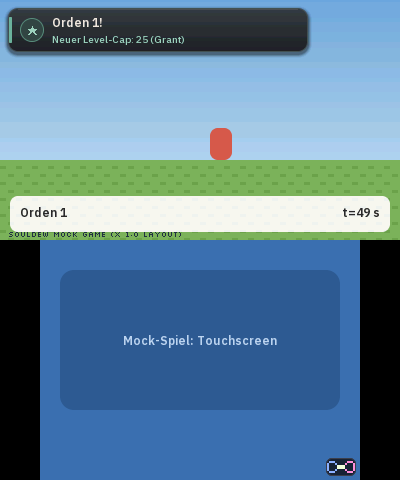 Orden 1!
Neuer Level-Cap: 25 (Grant)
Orden 1
t=49 s
SOULDEW MOCK GAME (X 1.0 LAYOUT)
Mock-Spiel: Touchscreen